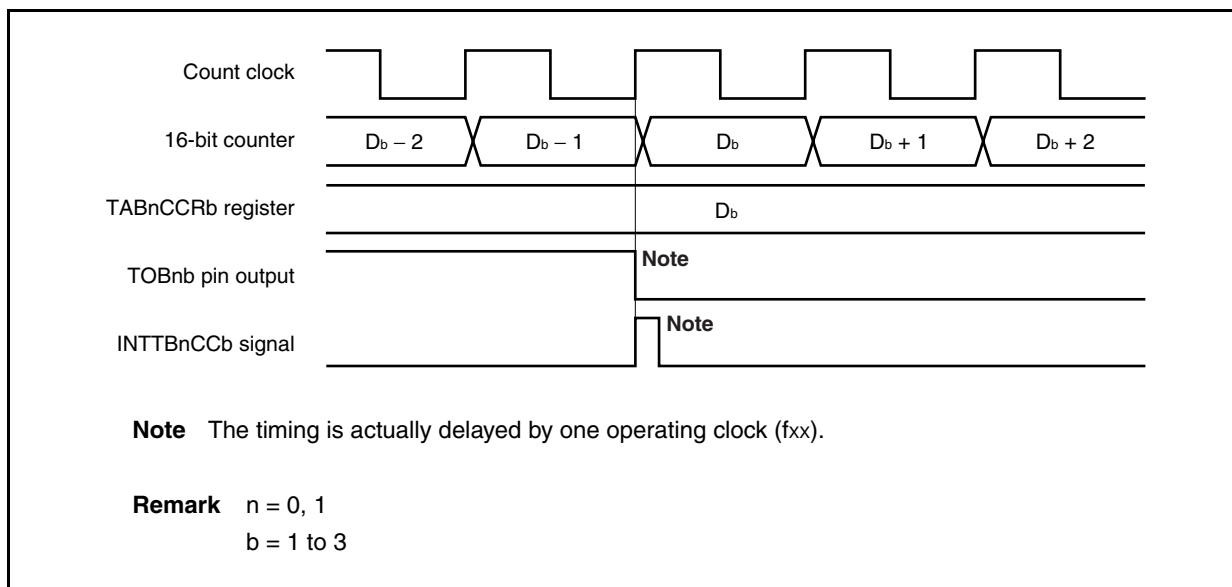 Count clock
16-bit counter
Db − 2
Db − 1
Db
Db + 1
Db + 2
TABnCCRb register
Db
TOBnb pin output
Note
INTTBnCCb signal
Note
Note The timing is actually delayed by one operating clock (fxx).
Remark n = 0, 1
b = 1 to 3